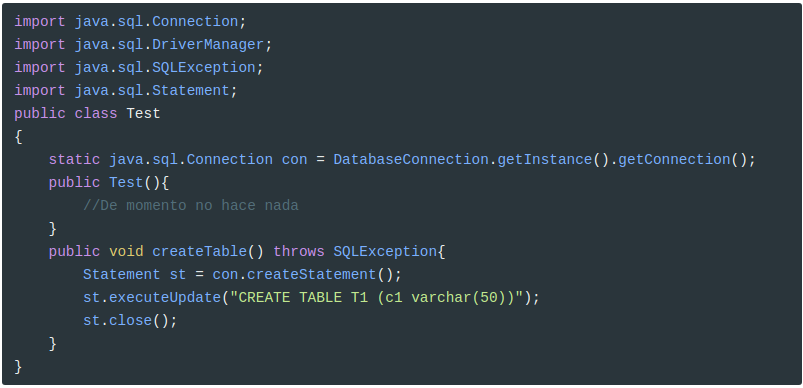 import java.sql.Connection;
import java.sql.DriverManager;
import java.sql.SQLException;
import java.sql.Statement;
public class Test
{
    static java.sql.Connection con = DatabaseConnection.getInstance().getConnection();
    public Test(){
        //De momento no hace nada
    }
    public void createTable() throws SQLException{
        Statement st = con.createStatement();
        st.executeUpdate("CREATE TABLE T1 (c1 varchar(50))");
        st.close();
    }
}